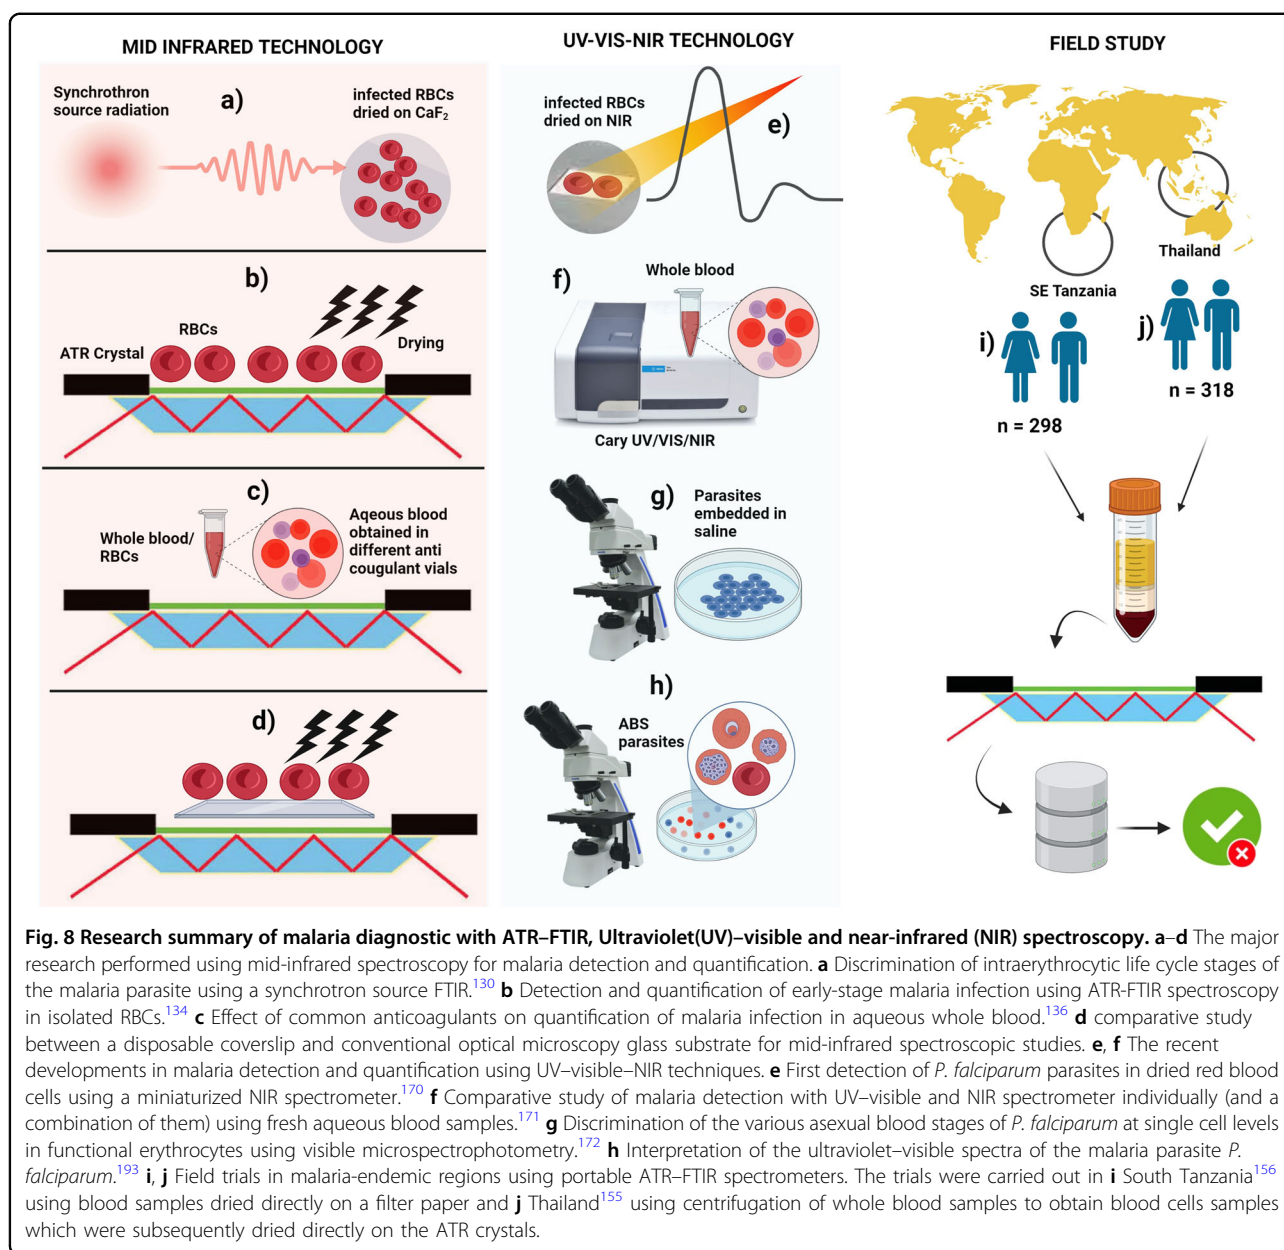 MID INFRARED TECHNOLOGY
Synchrothron
source radiation
a)
infected RBCs
dried on CaF₂
b)
RBCs
ATR Crystal
Drying
c)
Whole blood/
RBCs
Aqeous blood
obtained in
different anti
cougulant vials
d)
UV-VIS-NIR TECHNOLOGY
infected RBCs
dried on NIR
e)
f)
Whole blood
Cary UV/VIS/NIR
g)
Parasites
embedded in
saline
h)
ABS
parasites
FIELD STUDY
Thailand
SE Tanzania
i)
j)
n = 318
n = 298
Fig. 8 Research summary of malaria diagnostic with ATR–FTIR, Ultraviolet(UV)–visible and near-infrared (NIR) spectroscopy. a–d The major
research performed using mid-infrared spectroscopy for malaria detection and quantification. a Discrimination of intraerythrocytic life cycle stages of
the malaria parasite using a synchrotron source FTIR.130 b Detection and quantification of early-stage malaria infection using ATR-FTIR spectroscopy
in isolated RBCs.134 c Effect of common anticoagulants on quantification of malaria infection in aqueous whole blood.136 d comparative study
between a disposable coverslip and conventional optical microscopy glass substrate for mid-infrared spectroscopic studies. e, f The recent
developments in malaria detection and quantification using UV–visible–NIR techniques. e First detection of P. falciparum parasites in dried red blood
cells using a miniaturized NIR spectrometer.170 f Comparative study of malaria detection with UV–visible and NIR spectrometer individually (and a
combination of them) using fresh aqueous blood samples.171 g Discrimination of the various asexual blood stages of P. falciparum at single cell levels
in functional erythrocytes using visible microspectrophotometry.172 h Interpretation of the ultraviolet–visible spectra of the malaria parasite P.
falciparum.193 i, j Field trials in malaria-endemic regions using portable ATR–FTIR spectrometers. The trials were carried out in i South Tanzania156
using blood samples dried directly on a filter paper and j Thailand155 using centrifugation of whole blood samples to obtain blood cells samples
which were subsequently dried directly on the ATR crystals.